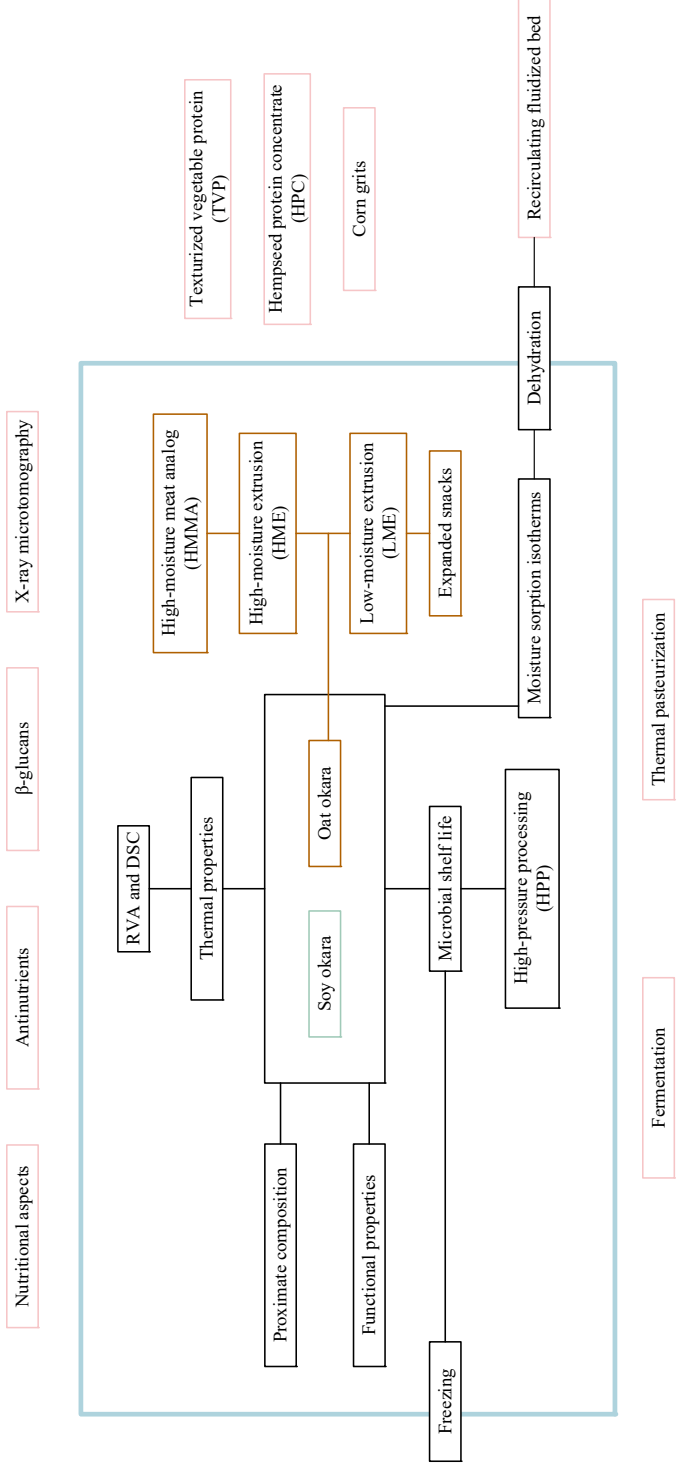 Nutritional aspects
Antinutrients
β-glucans
X-ray microtomography
RVA and DSC
Thermal properties
High-moisture meat analog
(HMMA)
High-moisture extrusion
(HME)
Texturized vegetable protein
(TVP)
Hempseed protein concentrate
(HPC)
Proximate composition
Soy okara
Oat okara
Low-moisture extrusion
(LME)
Corn grits
Functional properties
Expanded snacks
Freezing
Microbial shelf life
High-pressure processing
(HPP)
Moisture sorption isotherms
Dehydration
Recirculating fluidized bed
Fermentation
Thermal pasteurization